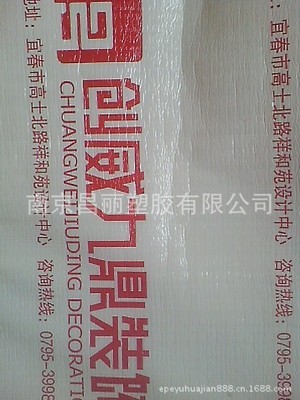 地址：宜春市高士北路祥和苑设计中心 咨询热线：0795-3998
创威九鼎装饰
CHUANGWEIJIUDING DECORATI
宜春市高士北路祥和苑设计中心 咨询热线：0795-399
南京昌丽塑胶有限公司
epeyuhuajian888.cn.1688.com